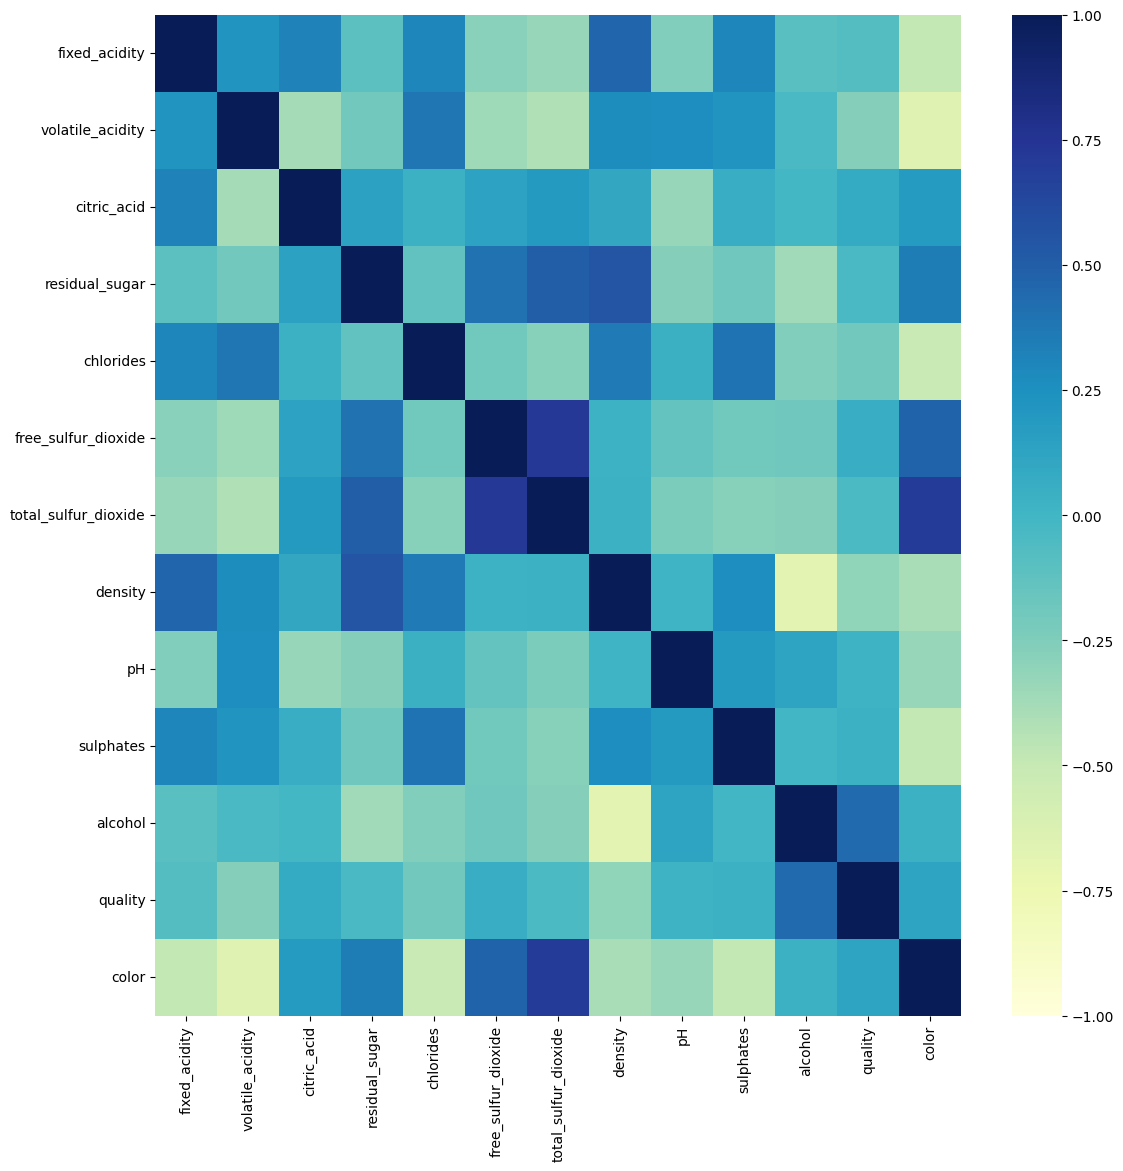 fixed_acidity
volatile_acidity
citric_acid
residual_sugar
chlorides
free_sulfur_dioxide
total_sulfur_dioxide
density
pH
sulphates
alcohol
quality
color
fixed_acidity
volatile_acidity
citric_acid
residual_sugar
chlorides
free_sulfur_dioxide
total_sulfur_dioxide
density
pH
sulphates
alcohol
quality
color
1.00
0.75
0.50
0.25
0.00
−0.25
−0.50
−0.75
−1.00